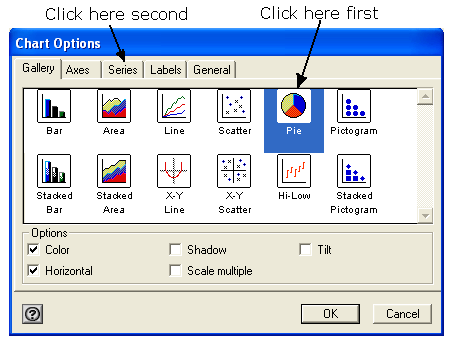 Click here second Click here first
Chart Options
Gallery Axes Series Labels General
Bar Area Line Scatter Pie Pictogram
Stacked Bar Stacked Area X-Y Line X-Y Scatter Hi-Low Stacked Pictogram
Options
Color Shadow Tilt
Horizontal Scale multiple
? OK Cancel